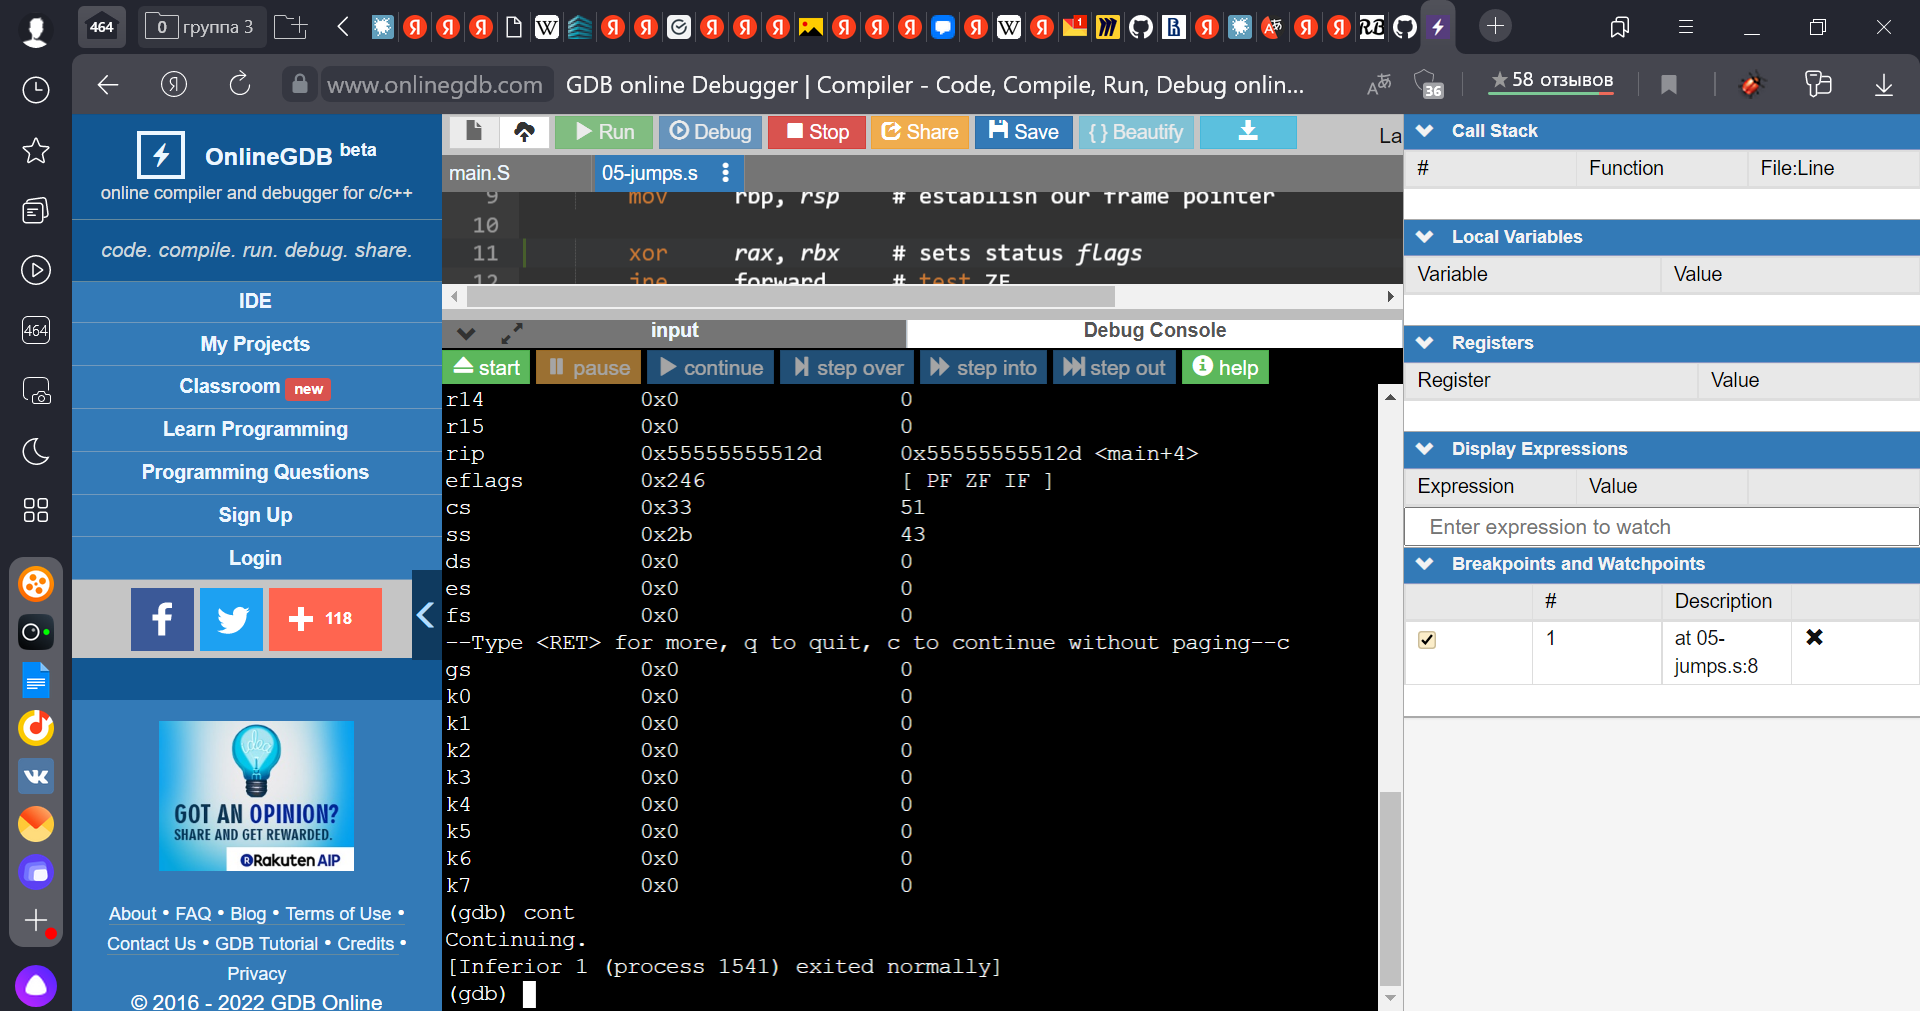 464
0 группа 3
1
www.onlinegdb.com GDB online Debugger | Compiler - Code, Compile, Run, Debug onlin...
36
58 отзывов
464
OnlineGDB beta
online compiler and debugger for c/c++
code. compile. run. debug. share.
IDE
My Projects
Classroom new
Learn Programming
Programming Questions
Sign Up
Login
118
GOT AN OPINION?
SHARE AND GET REWARDED.
Rakuten AIP
About • FAQ • Blog • Terms of Use •
Contact Us • GDB Tutorial • Credits •
Privacy
© 2016 - 2022 GDB Online
Run Debug Stop Share Save { } Beautify La
main.S 05-jumps.s
9 mov rbp, rsp # establish our frame pointer
10
11 xor rax, rbx # sets status flags
12 jne forward # test ZF
input Debug Console
start pause continue step over step into step out help
r14 0x0 0
r15 0x0 0
rip 0x55555555512d 0x55555555512d <main+4>
eflags 0x246 [ PF ZF IF ]
cs 0x33 51
ss 0x2b 43
ds 0x0 0
es 0x0 0
fs 0x0 0
--Type <RET> for more, q to quit, c to continue without paging--c
gs 0x0 0
k0 0x0 0
k1 0x0 0
k2 0x0 0
k3 0x0 0
k4 0x0 0
k5 0x0 0
k6 0x0 0
k7 0x0 0
(gdb) cont
Continuing.
[Inferior 1 (process 1541) exited normally]
(gdb)
Call Stack
# Function File:Line
Local Variables
Variable Value
Registers
Register Value
Display Expressions
Expression Value
Enter expression to watch
Breakpoints and Watchpoints
# Description
1 at 05-
jumps.s:8